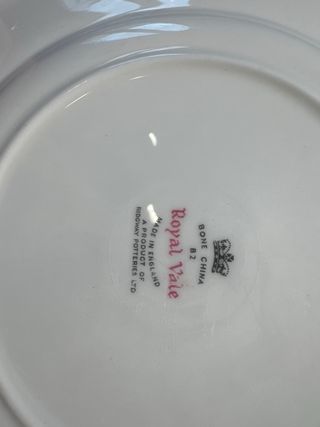 BONE CHINA
B2
Royal Vale
MADE IN ENGLAND
A PRODUCT OF
RIDGWAY POTTERIES LTD